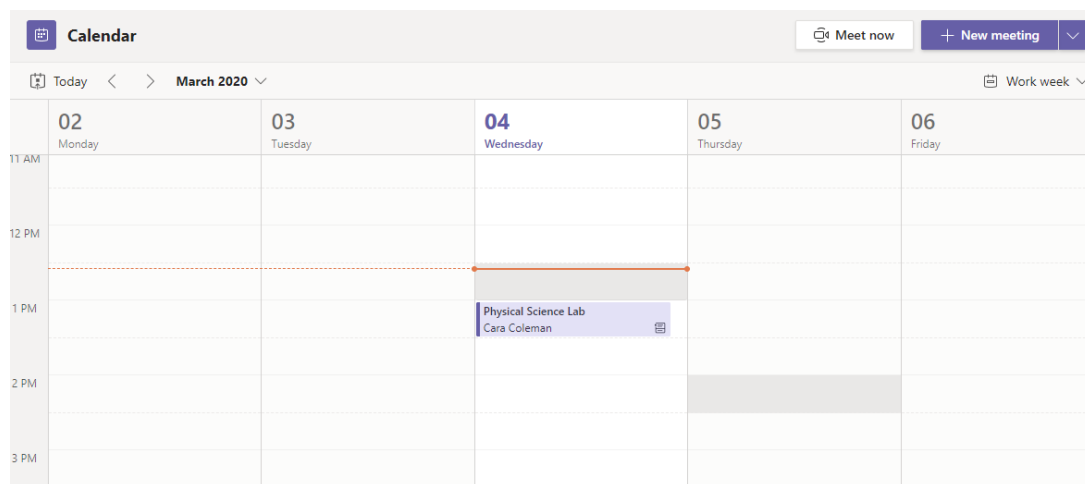 Calendar
Meet now
New meeting
Today
March 2020
Work week
02
Monday
03
Tuesday
04
Wednesday
05
Thursday
06
Friday
11 AM
12 PM
1 PM
Physical Science Lab
Cara Coleman
2 PM
3 PM